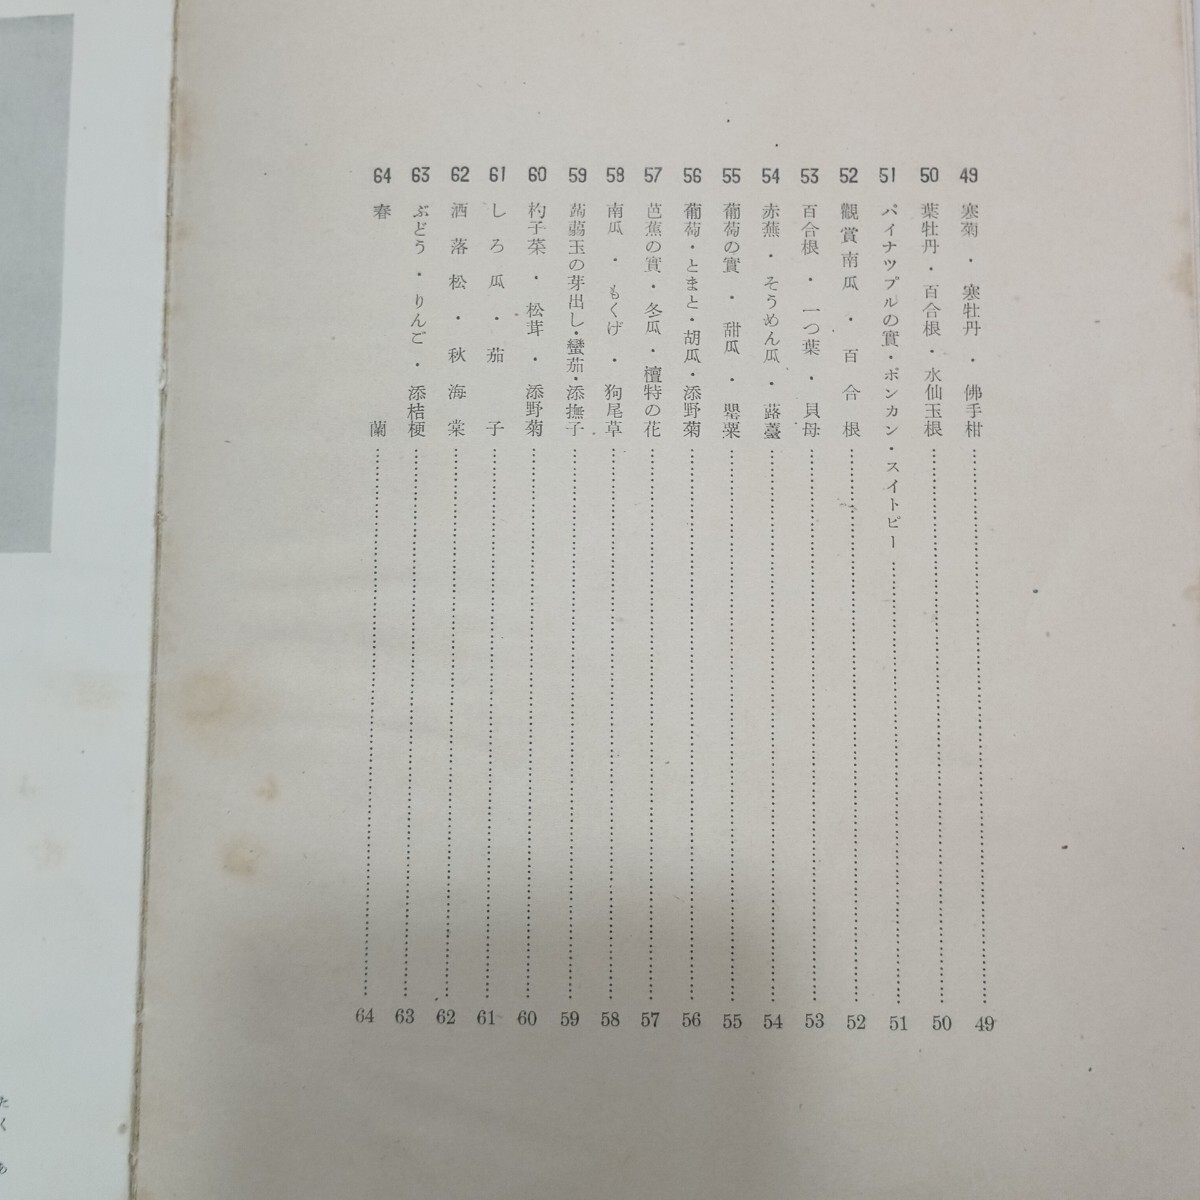 49 寒菊・寒牡丹・佛手柑 49
50 葉牡丹・百合根・水仙玉根 50
51 パイナツプルの實・ポンカン・スイトピー 51
52 觀賞南瓜・百合根 52
53 百合根・一つ葉・貝母 53
54 赤蕪・そうめん瓜・蕗薹 54
55 葡萄の實・甜瓜・罌粟 55
56 葡萄・とまと・胡瓜・添野菊 56
57 芭蕉の實・冬瓜・檀特の花 57
58 南瓜・もくげ・狗尾草 58
59 蒟蒻玉の芽出し・蠻茄・添撫子 59
60 杓子菜・松茸・添野菊 60
61 しろ瓜・茄子 61
62 洒落松・秋海棠 62
63 ぶどう・りんご・添桔梗 63
64 春蘭 64
た
く
あ